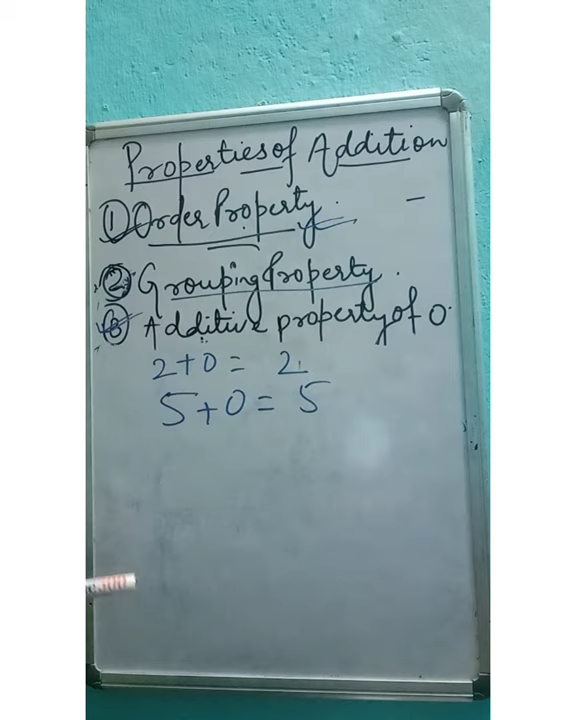 Properties of Addition
① Order Property.
② Grouping Property.
③ Additive property of 0.
2+0 = 2
5+0 = 5
300